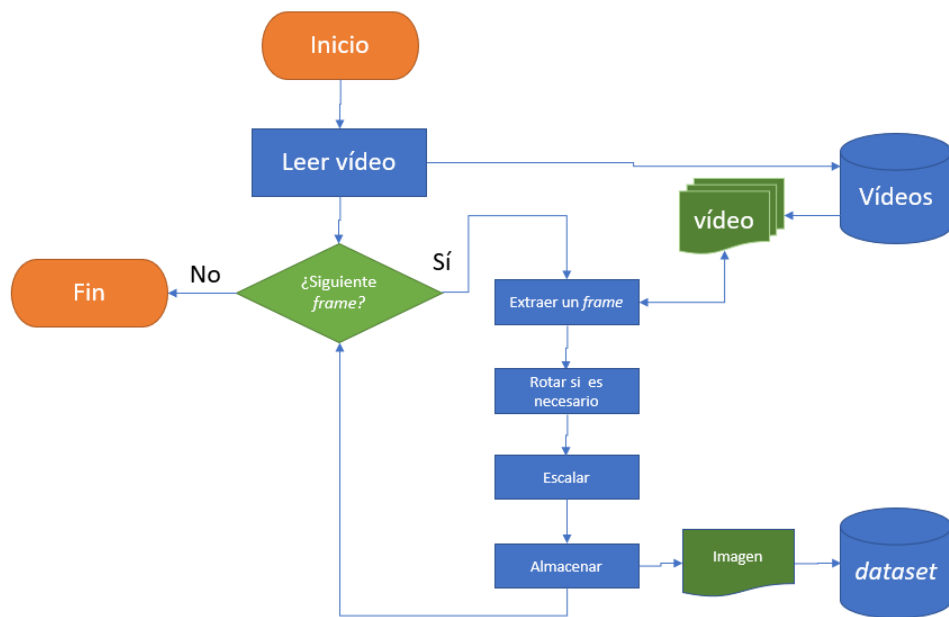 Inicio
Leer vídeo
Vídeos
vídeo
Sí
No
¿Siguiente
frame?
Fin
Extraer un frame
Rotar si es
necesario
Escalar
Almacenar
Imagen
dataset